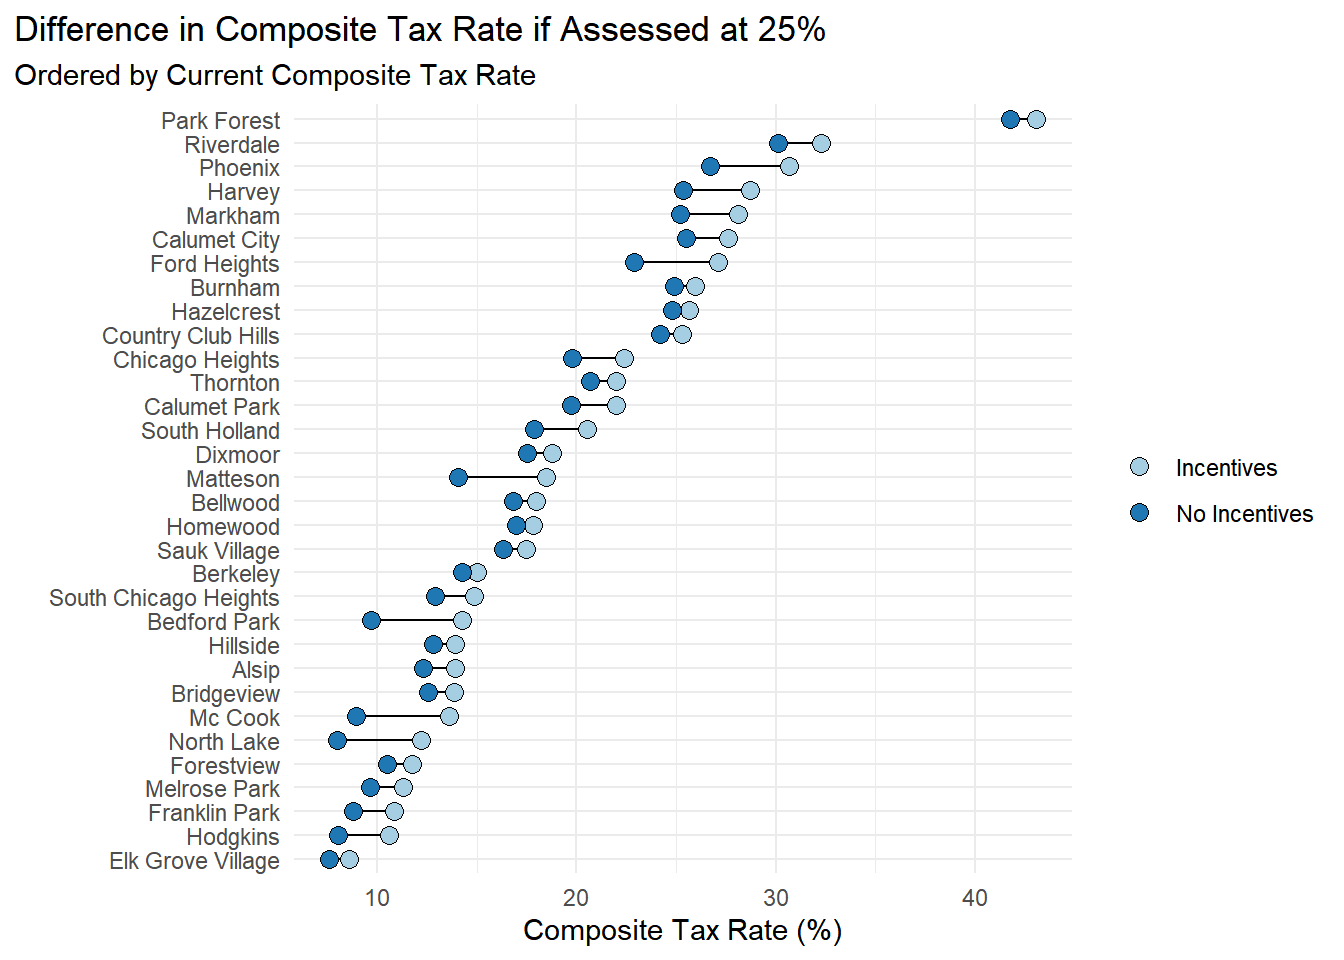 Difference in Composite Tax Rate if Assessed at 25%
Ordered by Current Composite Tax Rate
Park Forest
Riverdale
Phoenix
Harvey
Markham
Calumet City
Ford Heights
Burnham
Hazelcrest
Country Club Hills
Chicago Heights
Thornton
Calumet Park
South Holland
Dixmoor
Matteson
Bellwood
Homewood
Sauk Village
Berkeley
South Chicago Heights
Bedford Park
Hillside
Alsip
Bridgeview
Mc Cook
North Lake
Forestview
Melrose Park
Franklin Park
Hodgkins
Elk Grove Village
10 20 30 40
Composite Tax Rate (%)
Incentives
No Incentives